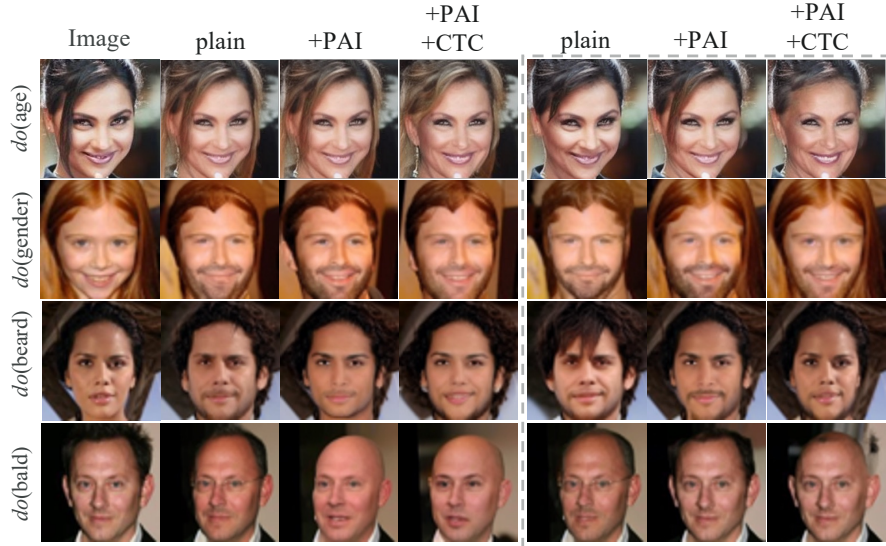 Image plain +PAI +PAI
+CTC plain +PAI +PAI
+CTC
do(age)
do(gender)
do(beard)
do(bald)